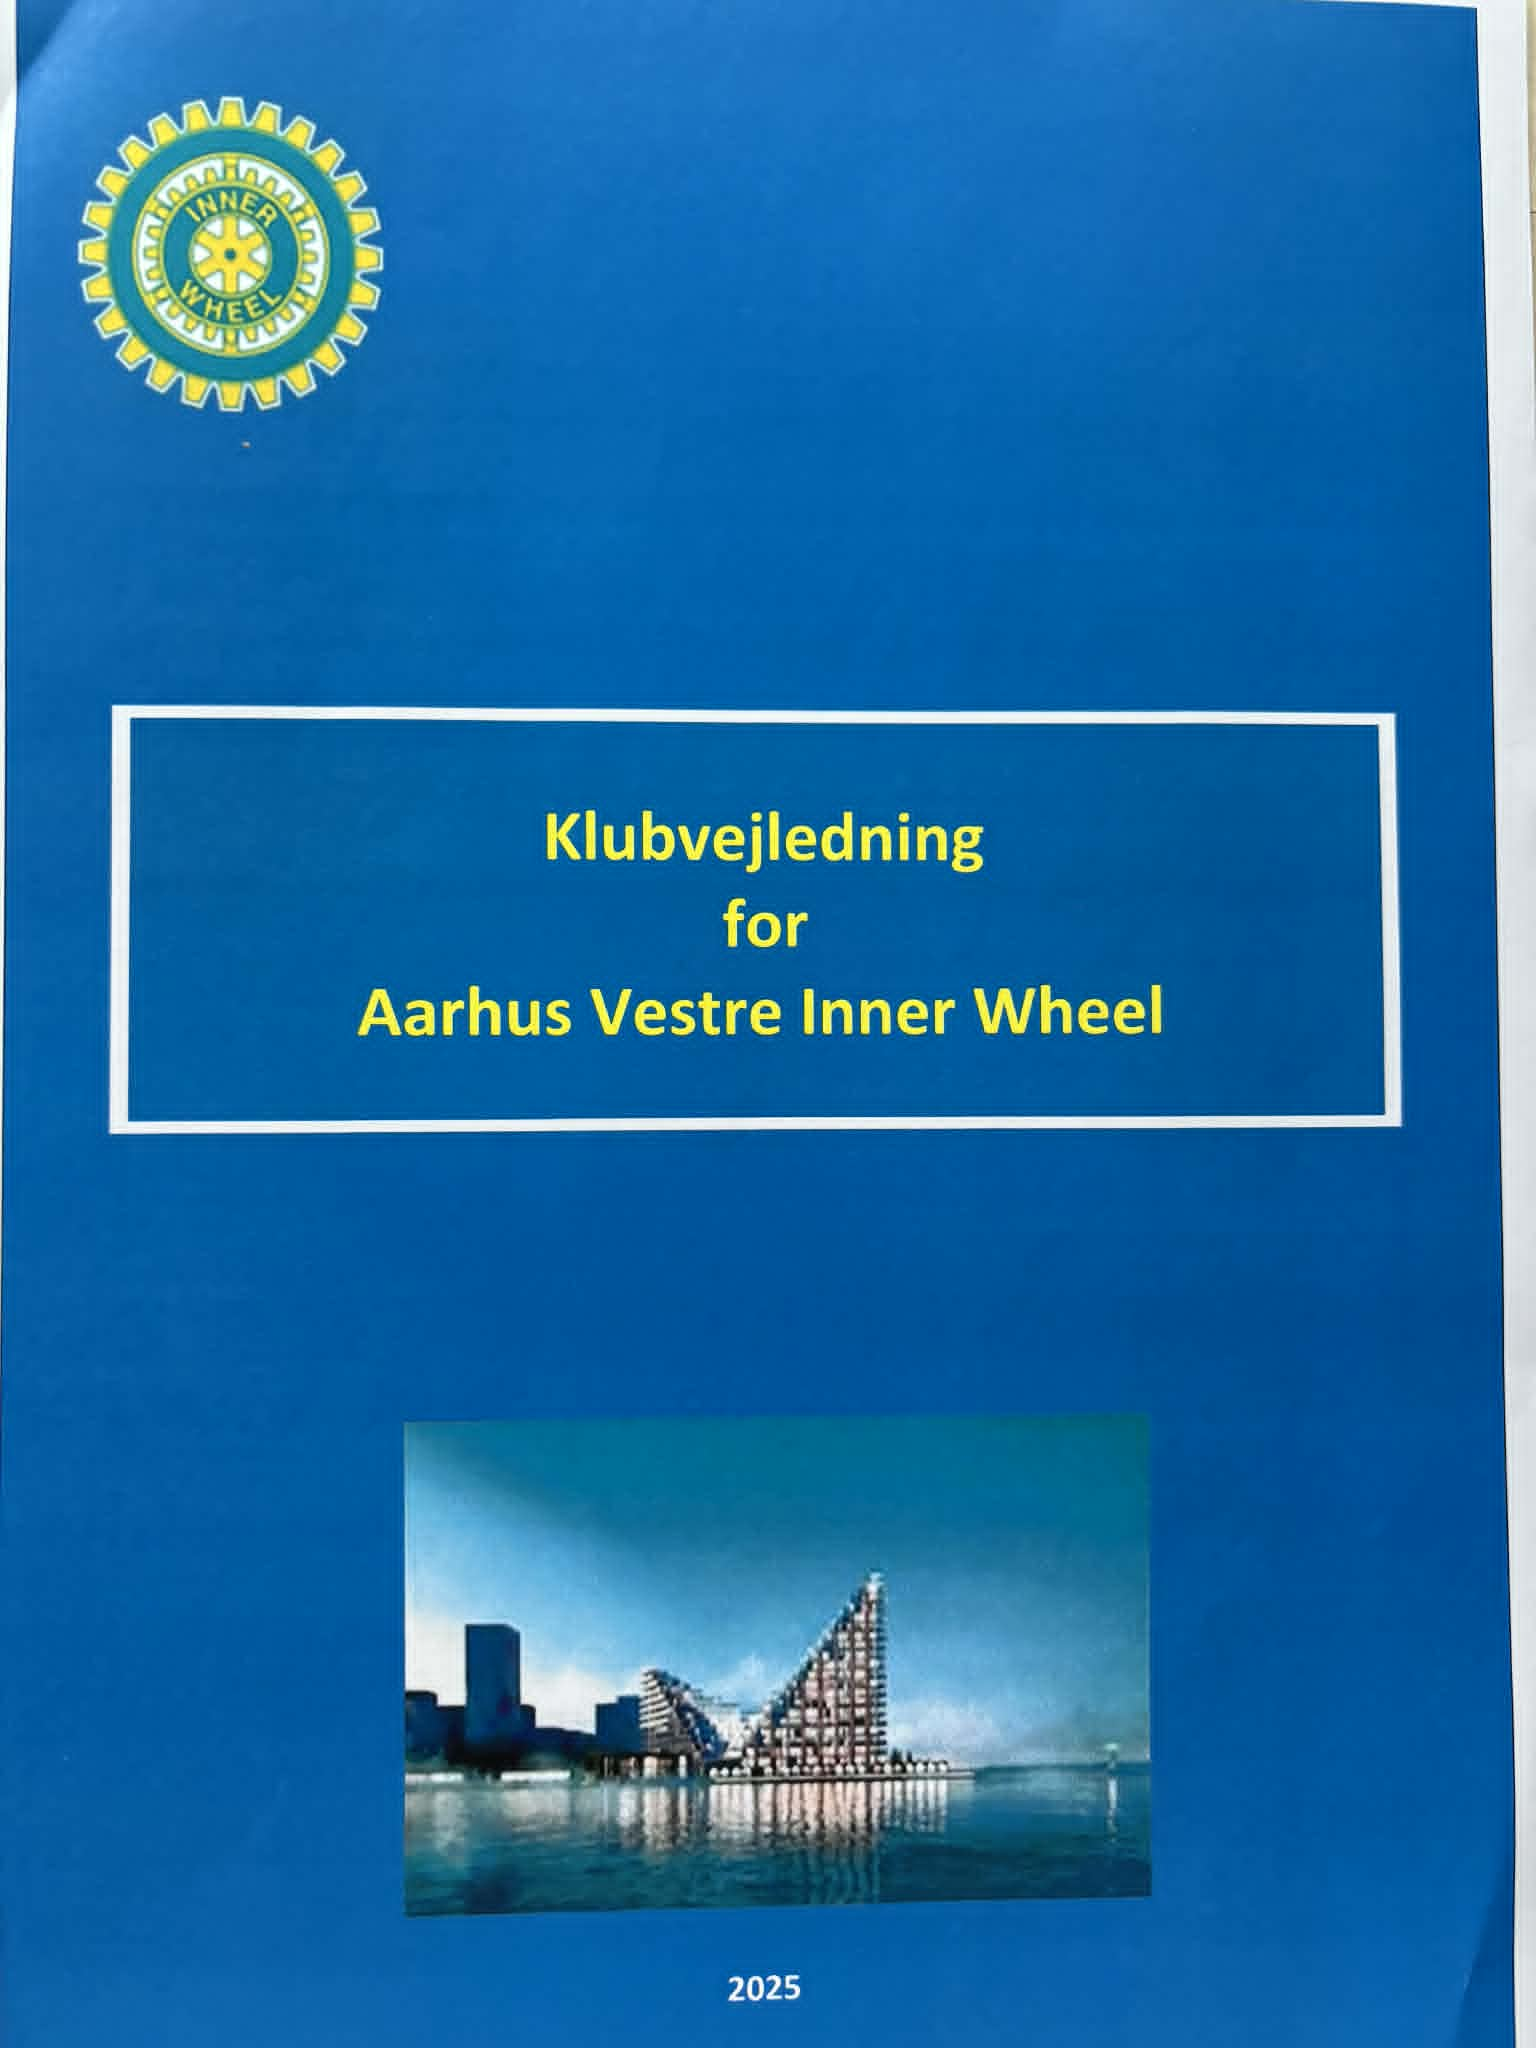 INNER
WHEEL
Klubvejledning
for
Aarhus Vestre Inner Wheel
2025